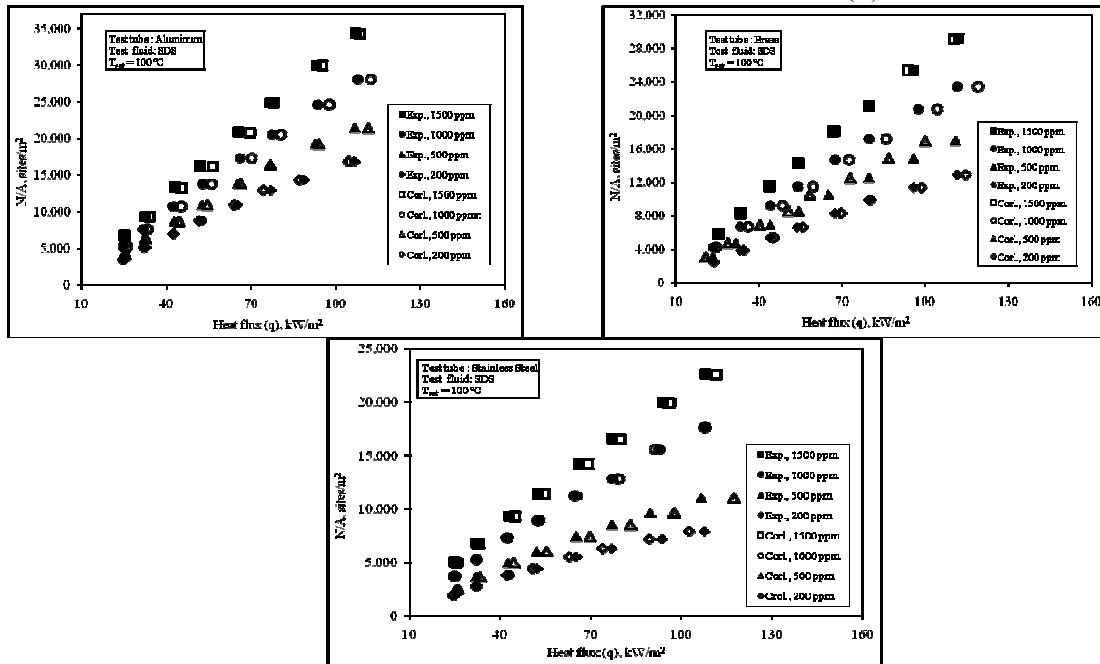 35,000
30,000
25,000
20,000
15,000
10,000
5,000
0
N/A, sites/m²
Test tube: Aluminum
Test fluid: SDS
Tsat = 100 °C
Exp., 1500 ppm
Exp., 1000 ppm
Exp., 500 ppm
Exp., 200 ppm
Corl., 1500 ppm
Corl., 1000 ppm
Corl., 500 ppm
Corl., 200 ppm
10 40 70 100 130 160
Heat flux (q), kW/m²
32,000
28,000
24,000
20,000
16,000
12,000
8,000
4,000
0
N/A, sites/m²
Test tube: Brass
Test fluid: SDS
Tsat = 100 °C
Exp., 1500 ppm
Exp., 1000 ppm
Exp., 500 ppm
Exp., 200 ppm
Corl., 1500 ppm
Corl., 1000 ppm
Corl., 500 ppm
Corl., 200 ppm
10 40 70 100 130 160
Heat flux (q), kW/m²
25,000
20,000
15,000
10,000
5,000
0
N/A, sites/m²
Test tube: Stainless Steel
Test fluid: SDS
Tsat = 100 °C
Exp., 1500 ppm
Exp., 1000 ppm
Exp., 500 ppm
Exp., 200 ppm
Corl., 1500 ppm
Corl., 1000 ppm
Corl., 500 ppm
Corl., 200 ppm
10 40 70 100 130 160
Heat flux (q), kW/m²